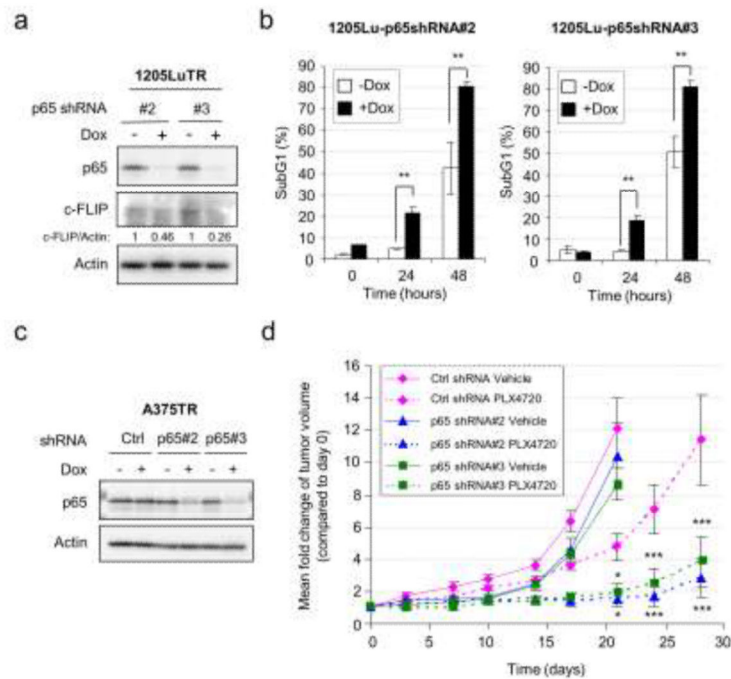 a
1205LuTR
p65 shRNA #2 #3
Dox - + - +
p65
c-FLIP
c-FLIP/Actin: 1 0.46 1 0.26
Actin
b
1205Lu-p65shRNA#2
SubG1 (%)
90
80
70
60
50
40
30
20
10
0
-Dox
+Dox
**
**
0 24 48
Time (hours)
1205Lu-p65shRNA#3
SubG1 (%)
90
80
70
60
50
40
30
20
10
0
-Dox
+Dox
**
**
0 24 48
Time (hours)
c
A375TR
shRNA Ctrl p65#2 p65#3
Dox - + - + - +
p65
Actin
d
Mean fold change of tumor volume
(compared to day 0)
16
14
12
10
8
6
4
2
0
Ctrl shRNA Vehicle
Ctrl shRNA PLX4720
p65 shRNA#2 Vehicle
p65 shRNA#2 PLX4720
p65 shRNA#3 Vehicle
p65 shRNA#3 PLX4720
* *** ***
* *** ***
0 5 10 15 20 25 30
Time (days)